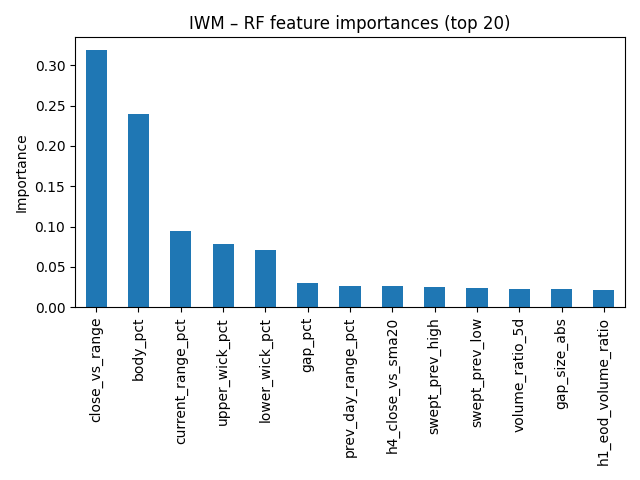 IWM – RF feature importances (top 20)
Importance
0.30
0.25
0.20
0.15
0.10
0.05
0.00
close_vs_range
body_pct
current_range_pct
upper_wick_pct
lower_wick_pct
gap_pct
prev_day_range_pct
h4_close_vs_sma20
swept_prev_high
swept_prev_low
volume_ratio_5d
gap_size_abs
h1_eod_volume_ratio